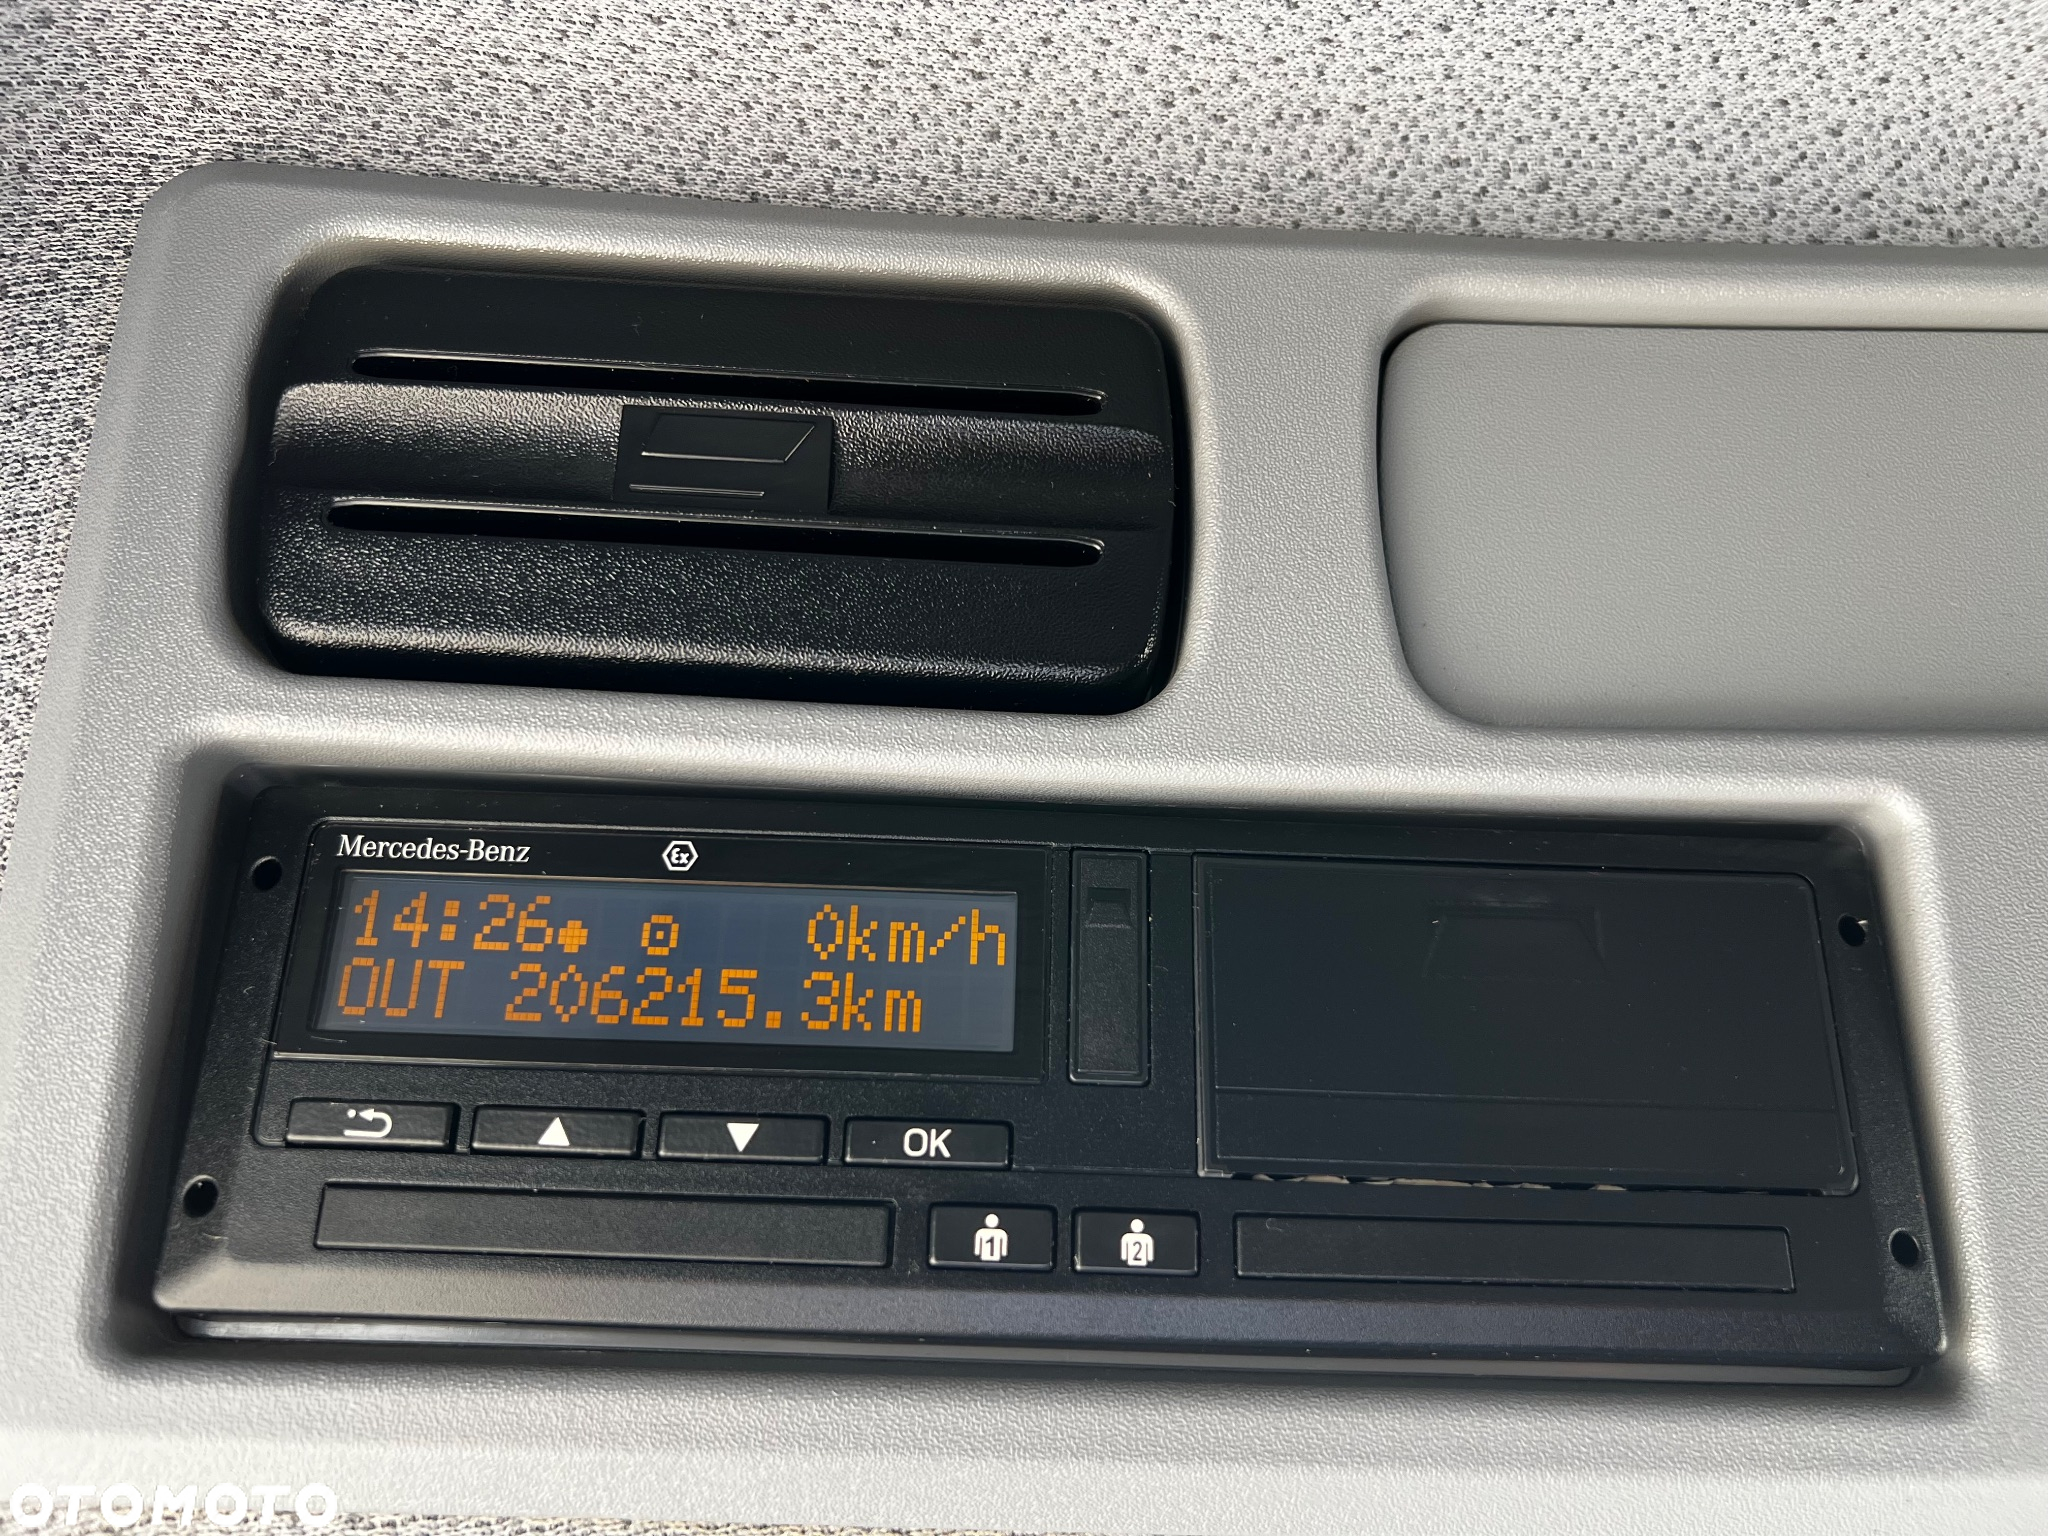 Mercedes-Benz
Ex
14:26 0km/h
OUT 206215.3km
OK
1 2
OTOMOTO